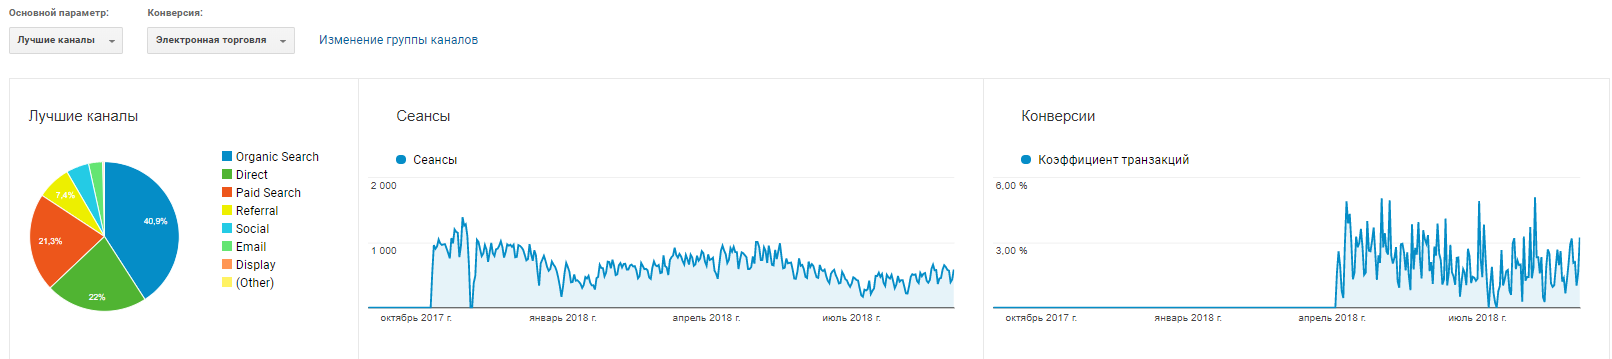 Основной параметр:
Конверсия:
Лучшие каналы
Электронная торговля
Изменение группы каналов
Лучшие каналы
40,9%
22%
21,3%
7,4%
Organic Search
Direct
Paid Search
Referral
Social
Email
Display
(Other)
Сеансы
Сеансы
2 000
1 000
октябрь 2017 г.
январь 2018 г.
апрель 2018 г.
июль 2018 г.
Конверсии
Коэффициент транзакций
6,00 %
3,00 %
октябрь 2017 г.
январь 2018 г.
апрель 2018 г.
июль 2018 г.